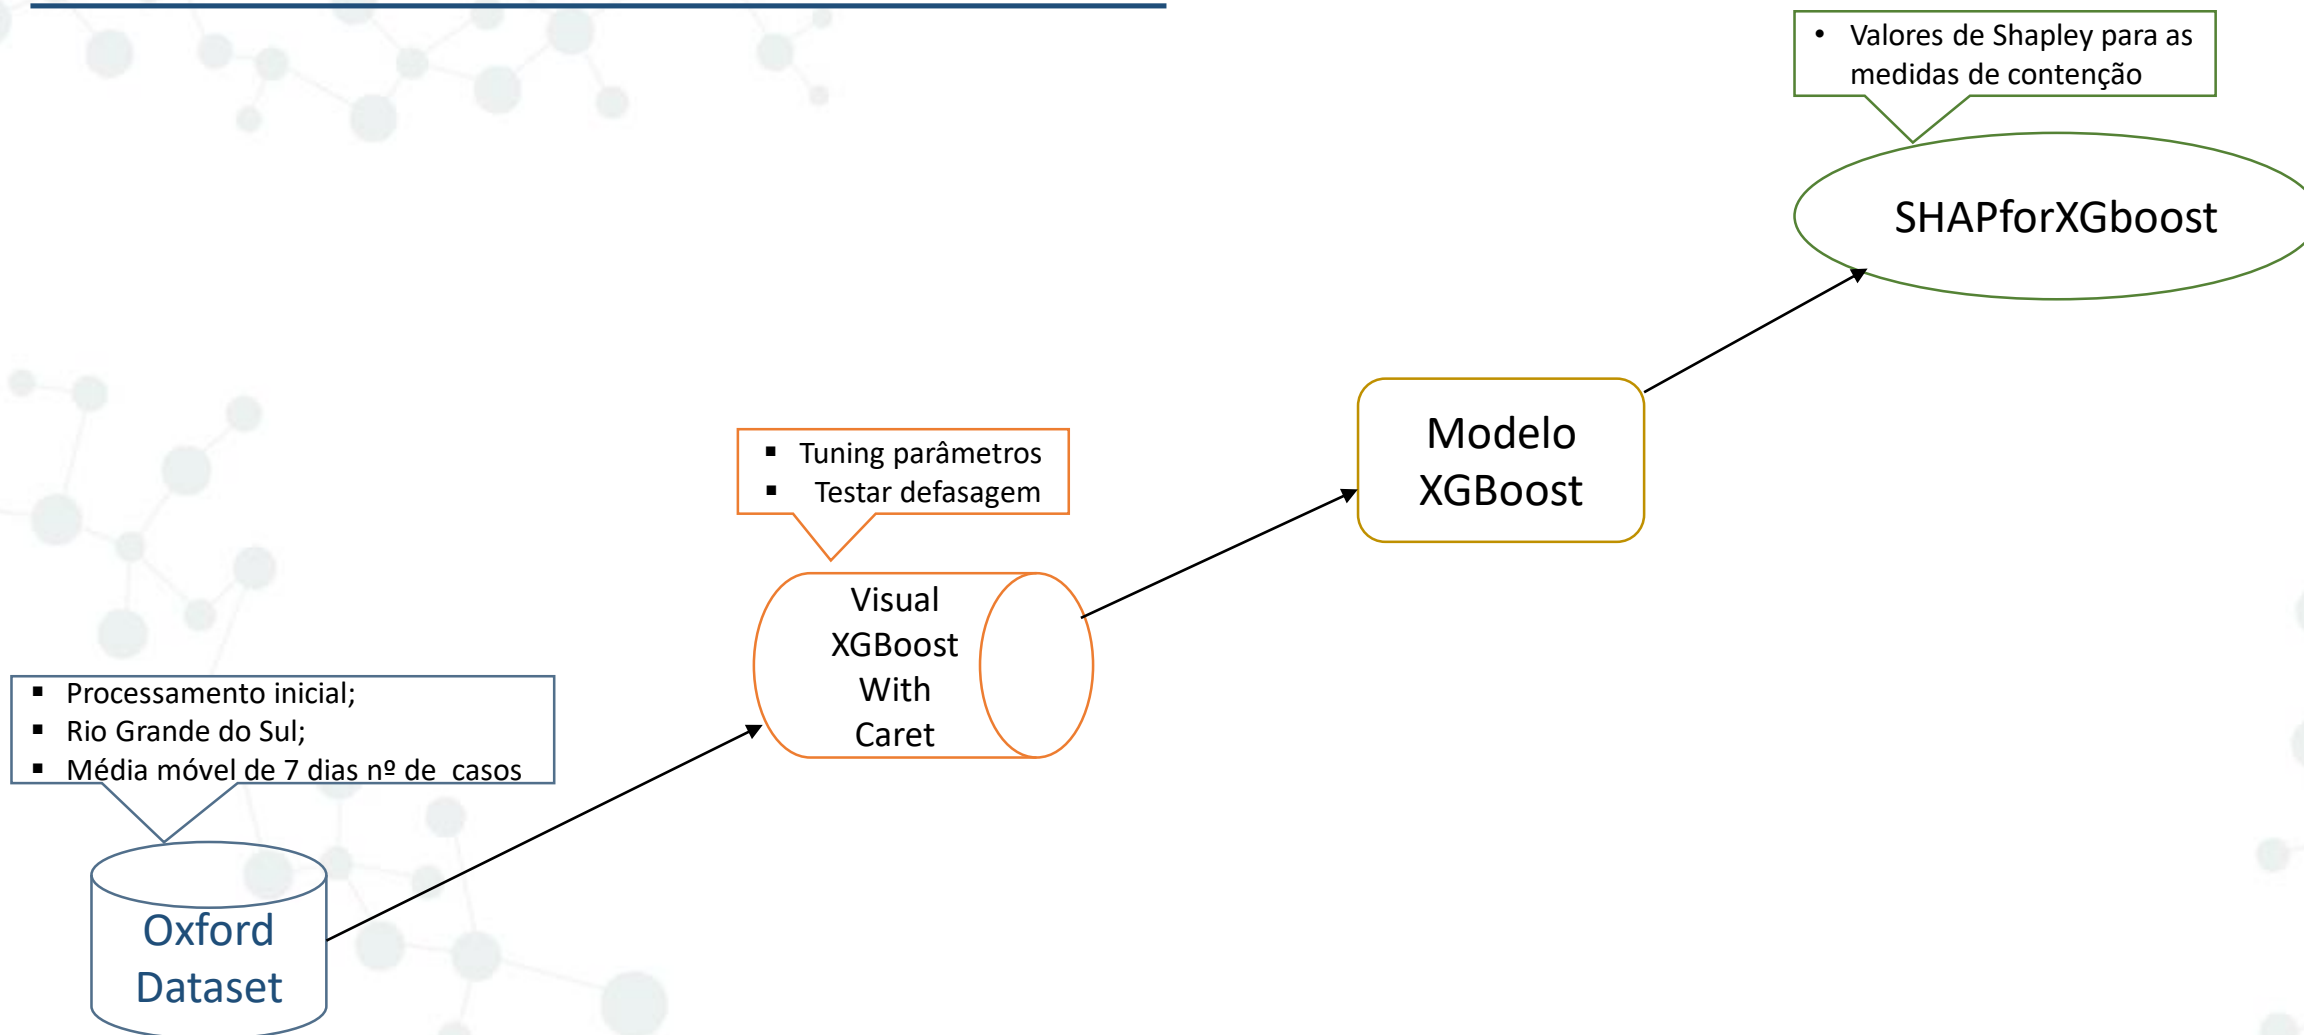 • Valores de Shapley para as
medidas de contenção
SHAPforXGboost
Modelo
XGBoost
▪ Tuning parâmetros
▪ Testar defasagem
Visual
XGBoost
With
Caret
▪ Processamento inicial;
▪ Rio Grande do Sul;
▪ Média móvel de 7 dias nº de casos
Oxford
Dataset